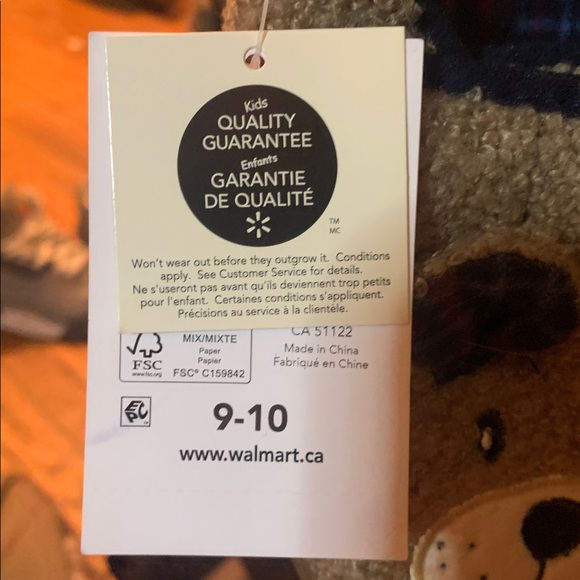 Kids
QUALITY
GUARANTEE
Enfants
GARANTIE
DE QUALITÉ
TM
MC
Won't wear out before they outgrow it. Conditions
apply. See Customer Service for details.
Ne s'useront pas avant qu'ils deviennent trop petits
pour l'enfant. Certaines conditions s'appliquent.
Précisions au service à la clientèle.
MIX/MIXTE
Paper
Papier
FSC® C159842
FSC
www.fsc.org
CA 51122
Made in China
Fabriqué en Chine
9-10
www.walmart.ca